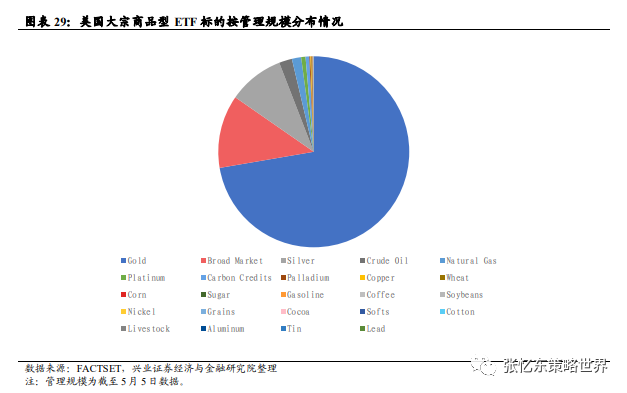 图表 29：美国大宗商品型 ETF 标的按管理规模分布情况
Gold Broad Market Silver Crude Oil Natural Gas
Platinum Carbon Credits Palladium Copper Wheat
Corn Sugar Gasoline Coffee Soybeans
Nickel Grains Cocoa Softs Cotton
Livestock Aluminum Tin Lead
数据来源：FACTSET，兴业证券经济与金融研究院整理
注：管理规模为截至 5 月 5 日数据。
张忆东策略世界